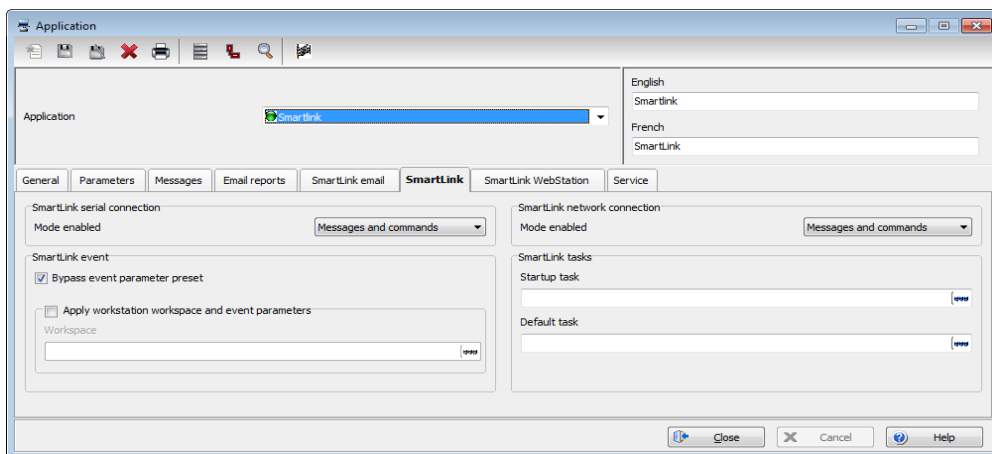 Application
English
Smartlink
Application
Smartlink
French
SmartLink
General Parameters Messages Email reports SmartLink email SmartLink SmartLink WebStation Service
SmartLink serial connection
Mode enabled Messages and commands
SmartLink network connection
Mode enabled Messages and commands
SmartLink event
Bypass event parameter preset
Apply workstation workspace and event parameters
Workspace
SmartLink tasks
Startup task
Default task
Close Cancel Help